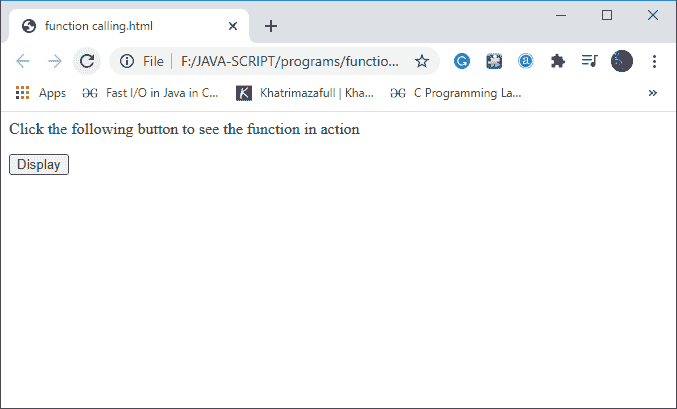 function calling.html
File F:/JAVA-SCRIPT/programs/functio...
Apps Fast I/O in Java in C... K Khatrimazafull | Kha... C Programming La... »
Click the following button to see the function in action
Display